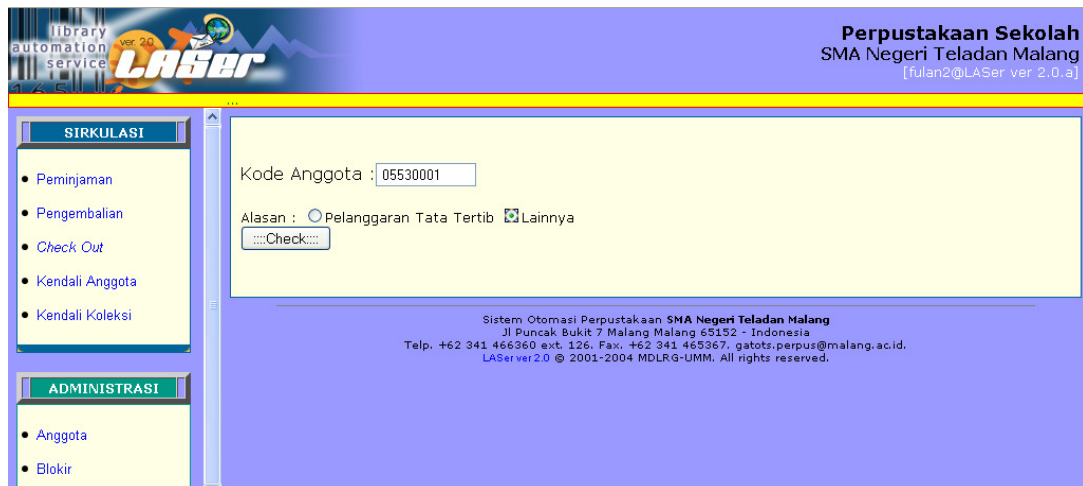 library
automation
service
ver. 2.0
LASer
Perpustakaan Sekolah
SMA Negeri Teladan Malang
[fulan2@LASer ver 2.0.a]
...
SIRKULASI
Peminjaman
Pengembalian
Check Out
Kendali Anggota
Kendali Koleksi
ADMINISTRASI
Anggota
Blokir
Kode Anggota : 05530001
Alasan : Pelanggaran Tata Tertib Lainnya
::::Check::::
Sistem Otomasi Perpustakaan SMA Negeri Teladan Malang
Jl Puncak Bukit 7 Malang Malang 65152 - Indonesia
Telp. +62 341 466360 ext. 126. Fax. +62 341 465367. gatots.perpus@malang.ac.id.
LASer ver 2.0 @ 2001-2004 MDLRG-UMM. All rights reserved.